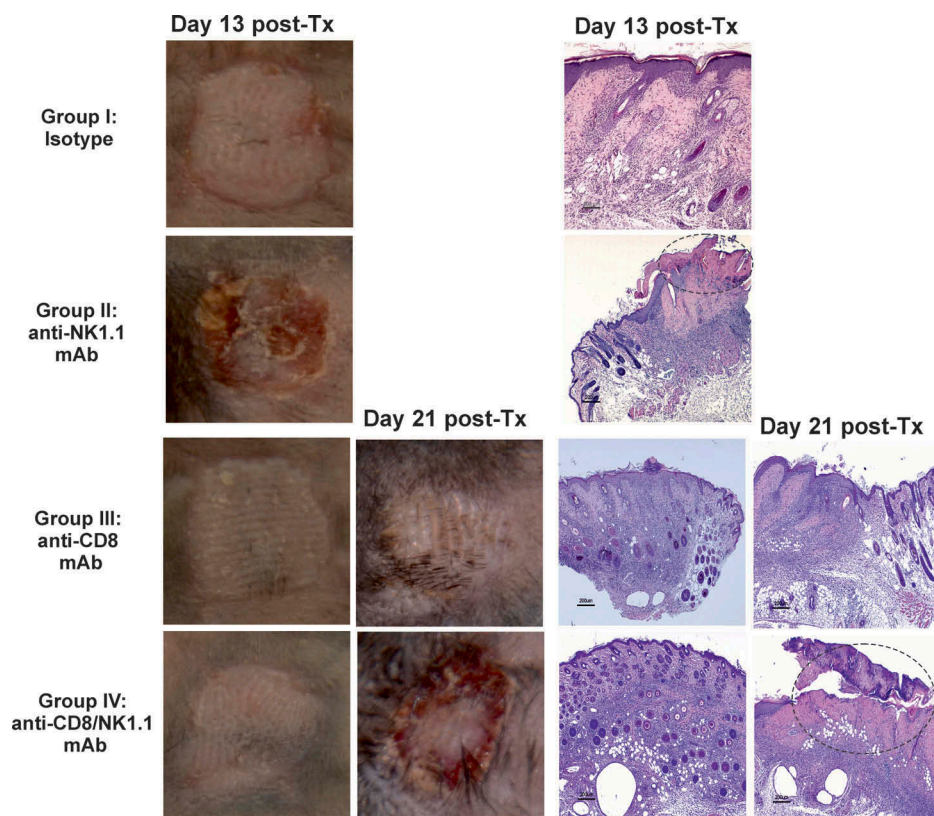 Day 13 post-Tx
Day 13 post-Tx
Group I:
Isotype
Group II:
anti-NK1.1
mAb
Day 21 post-Tx
Day 21 post-Tx
Group III:
anti-CD8
mAb
200µm
Group IV:
anti-CD8/NK1.1
mAb